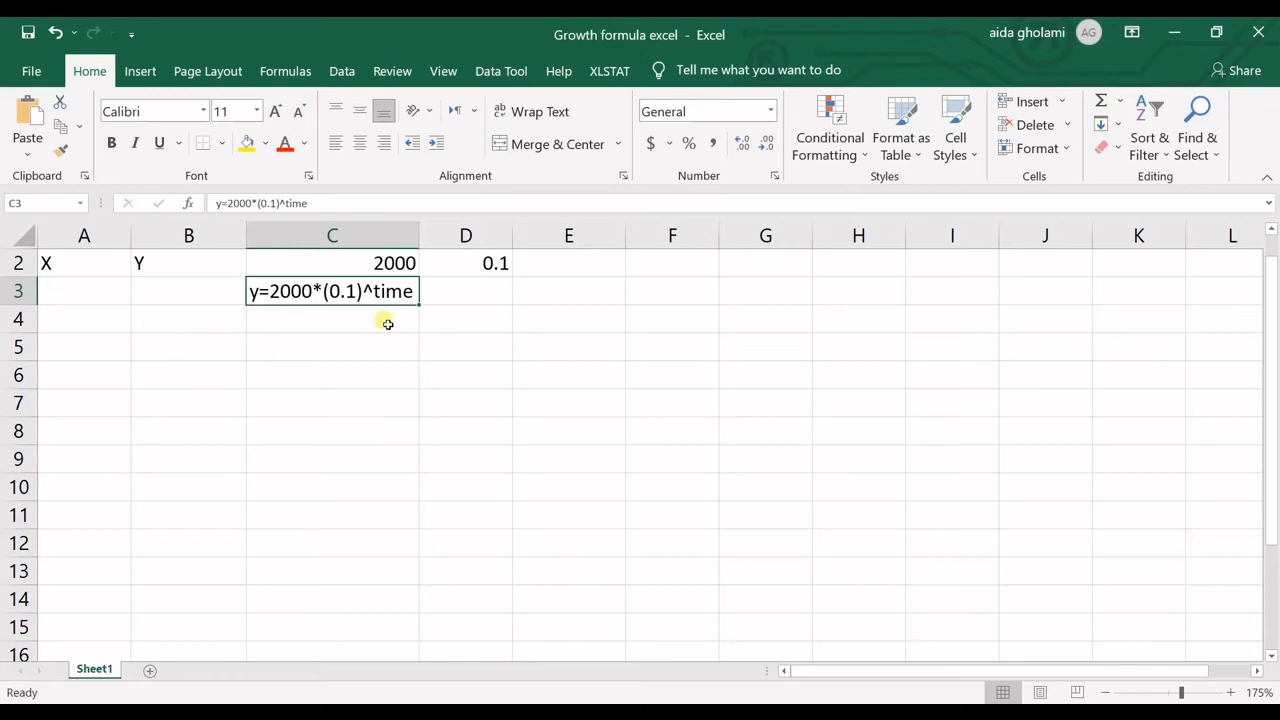 Growth formula excel - Excel
aida gholami
AG
File
Home
Insert
Page Layout
Formulas
Data
Review
View
Data Tool
Help
XLSTAT
Tell me what you want to do
Share
Paste
Clipboard
Calibri
11
B I U
Font
Wrap Text
Merge & Center
Alignment
General
$ % ,
Number
Conditional Formatting
Format as Table
Cell Styles
Styles
Insert
Delete
Format
Cells
Sort & Filter
Find & Select
Editing
C3
fx
y=2000*(0.1)^time
A B C D E F G H I J K L
2 X Y 2000 0.1
3 y=2000*(0.1)^time
4
5
6
7
8
9
10
11
12
13
14
15
16
Sheet1
Ready
175%